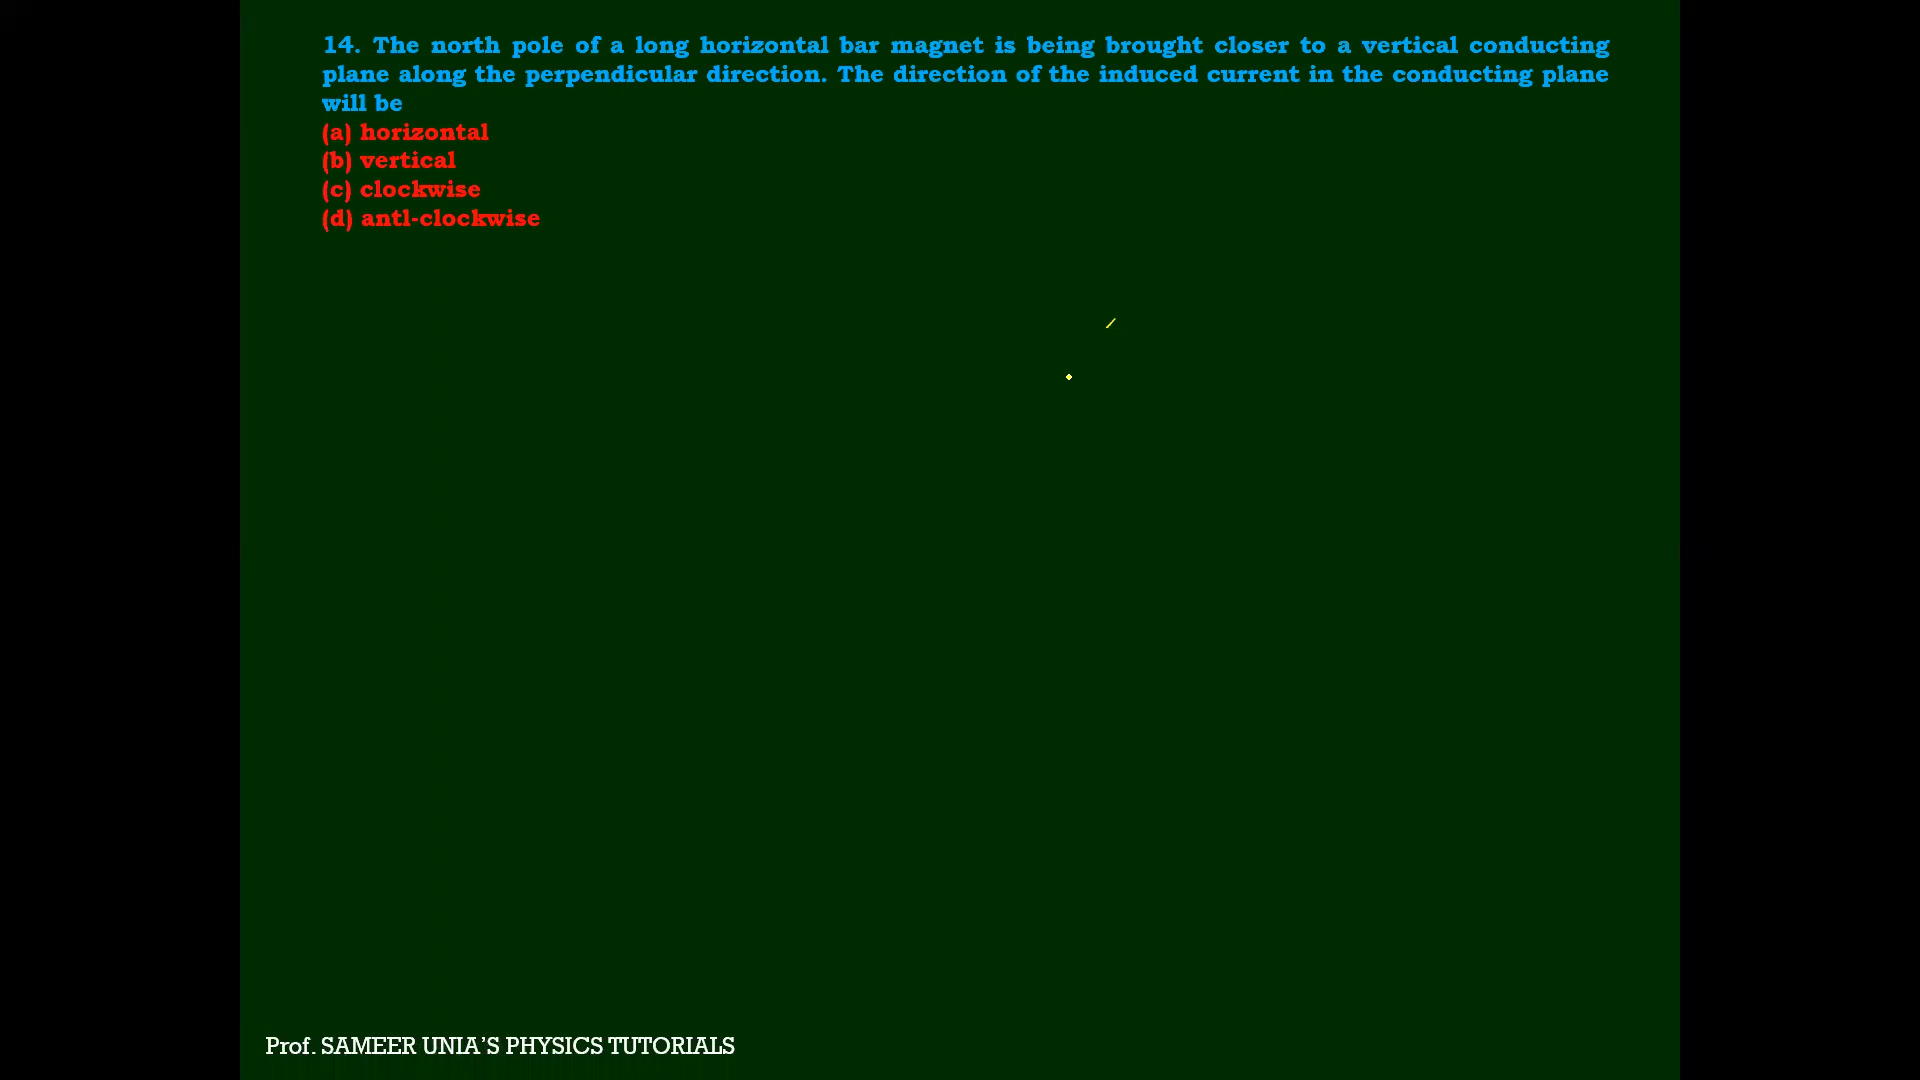 14. The north pole of a long horizontal bar magnet is being brought closer to a vertical conducting
plane along the perpendicular direction. The direction of the induced current in the conducting plane
will be
(a) horizontal
(b) vertical
(c) clockwise
(d) antl-clockwise
Prof. SAMEER UNIA'S PHYSICS TUTORIALS